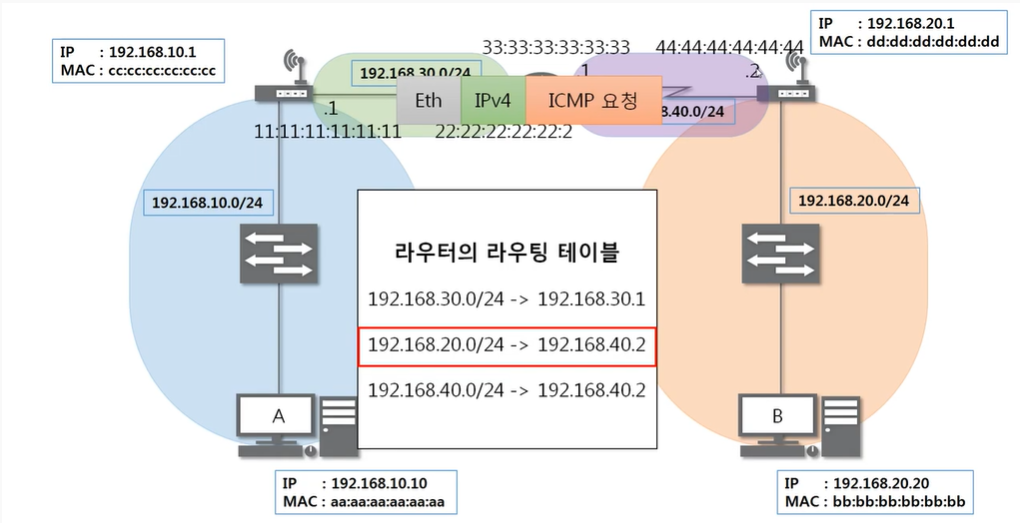 IP : 192.168.10.1
MAC : cc:cc:cc:cc:cc:cc
33:33:33:33:33:33
44:44:44:44:44:44
IP : 192.168.20.1
MAC : dd:dd:dd:dd:dd:dd
192.168.30.0/24
.1
.2
Eth
IPv4
ICMP 요청
8.40.0/24
.1
11:11:11:11:11:11
22:22:22:22:22:2
192.168.10.0/24
192.168.20.0/24
라우터의 라우팅 테이블
192.168.30.0/24 -> 192.168.30.1
192.168.20.0/24 -> 192.168.40.2
192.168.40.0/24 -> 192.168.40.2
A
B
IP : 192.168.10.10
MAC : aa:aa:aa:aa:aa:aa
IP : 192.168.20.20
MAC : bb:bb:bb:bb:bb:bb